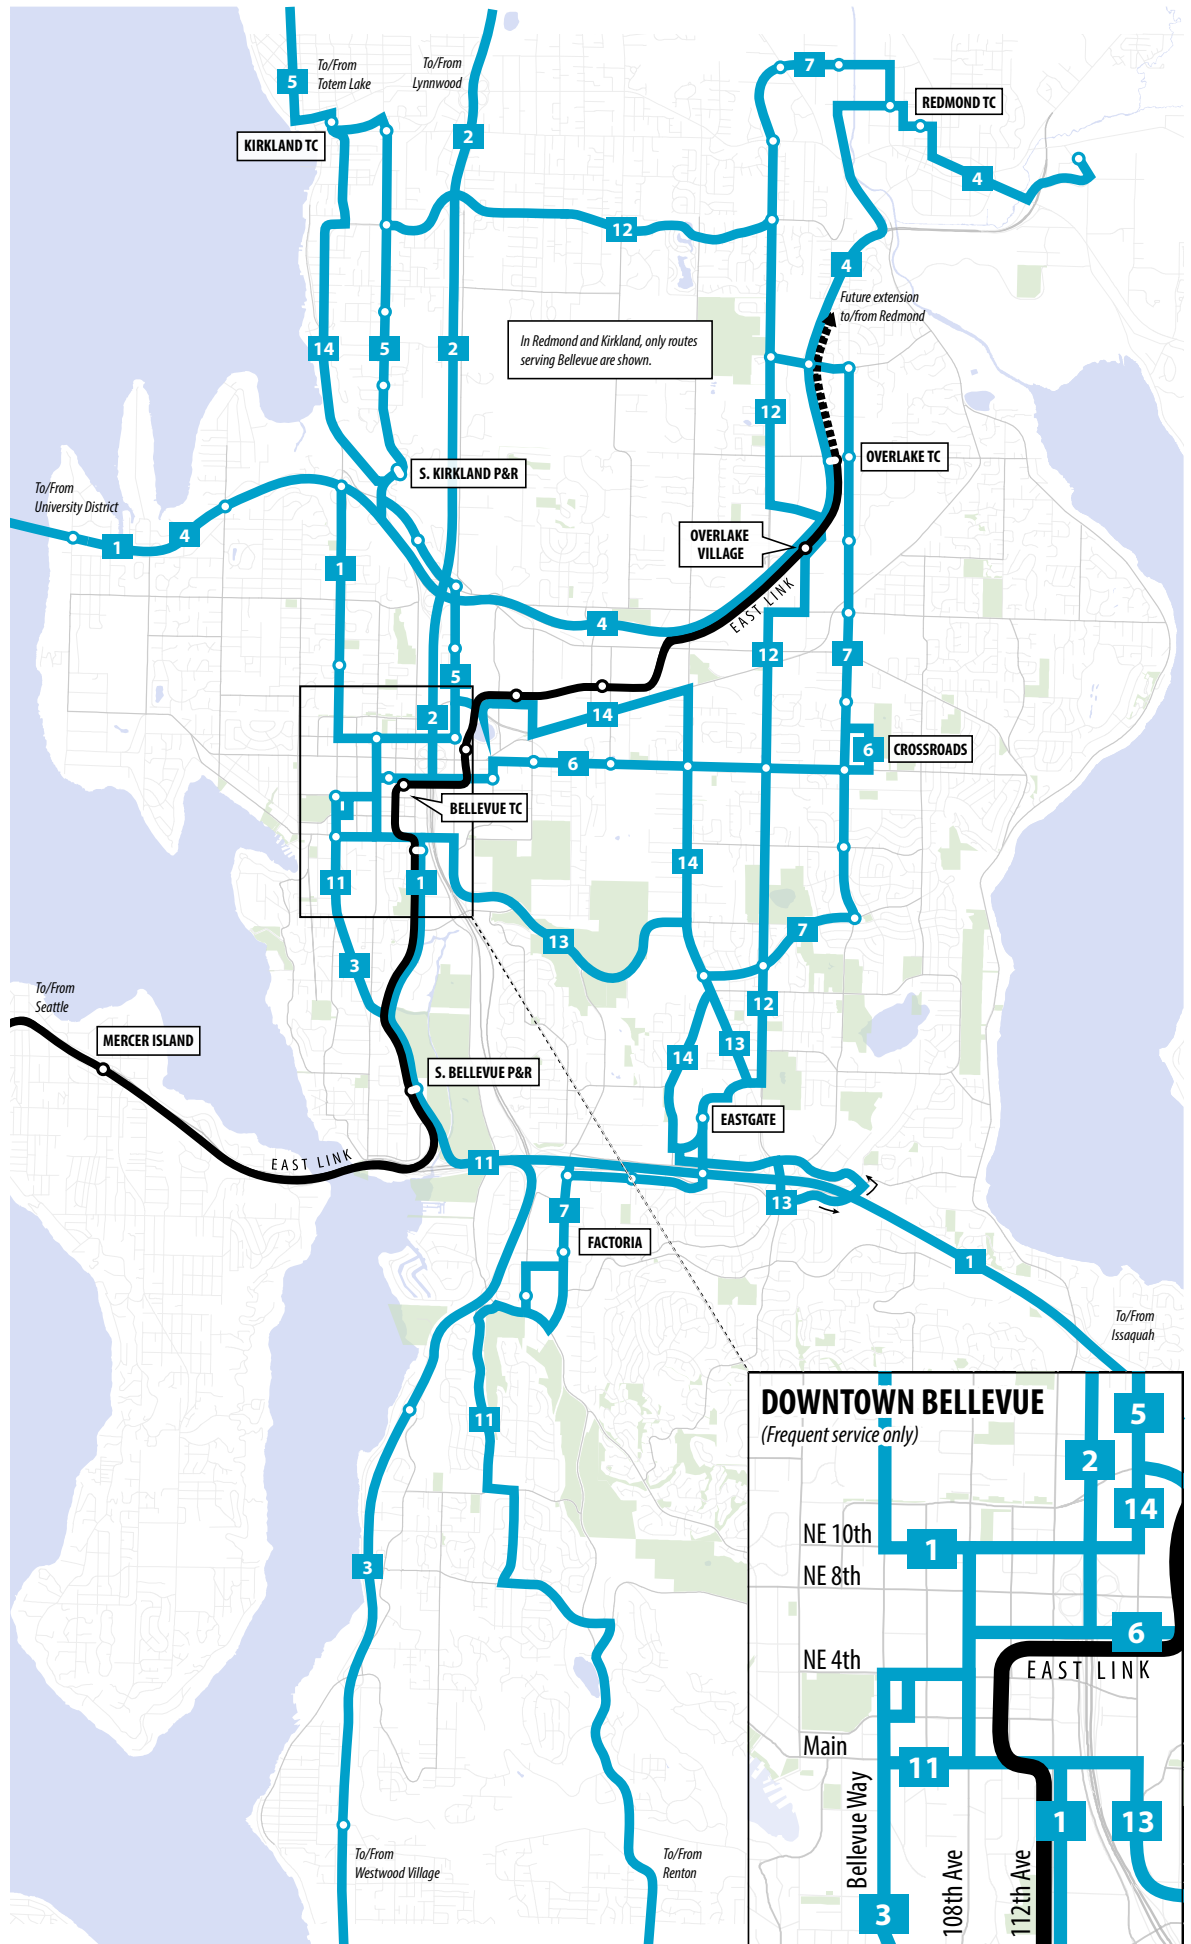 To/From
Totem Lake
To/From
Lynnwood
5
7
REDMOND TC
2
KIRKLAND TC
4
12
4
Future extension
to/from Redmond
In Redmond and Kirkland, only routes
serving Bellevue are shown.
14
5
2
12
OVERLAKE TC
S. KIRKLAND P&R
To/From
University District
4
1
OVERLAKE
VILLAGE
1
EAST LINK
4
12
7
5
2
14
6
6
CROSSROADS
BELLEVUE TC
14
11
1
13
7
3
To/From
Seattle
12
MERCER ISLAND
13
14
S. BELLEVUE P&R
EASTGATE
EAST LINK
11
13
7
FACTORIA
1
To/From
Issaquah
11
3
To/From
Westwood Village
To/From
Renton
DOWNTOWN BELLEVUE
(Frequent service only)
5
2
14
NE 10th
1
NE 8th
6
NE 4th
EAST LINK
Main
11
1
13
Bellevue Way
108th Ave
112th Ave
3